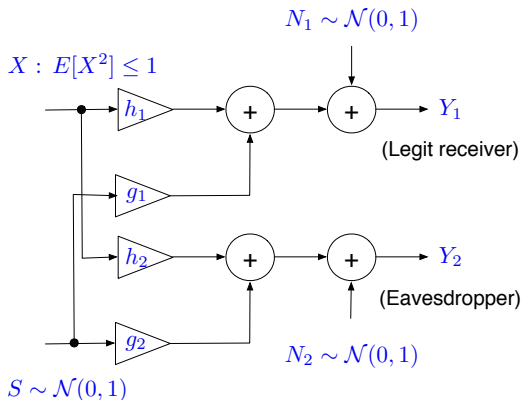 N₁ ∼ 𝒩(0, 1)
X : E[X²] ≤ 1
h₁
+
+
Y₁
(Legit receiver)
g₁
h₂
+
+
Y₂
(Eavesdropper)
g₂
N₂ ∼ 𝒩(0, 1)
S ∼ 𝒩(0, 1)